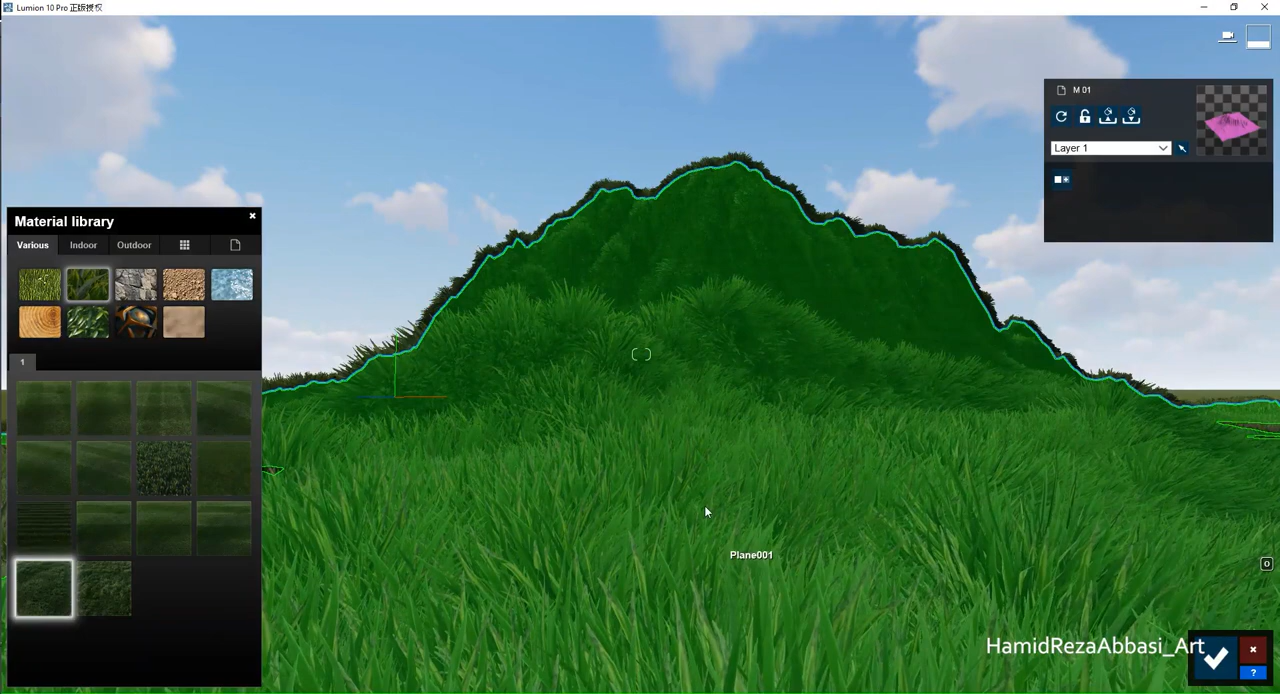 Lumion 10 Pro 正版授权
M 01
Layer 1
Material library
Various
Indoor
Outdoor
1
Plane001
HamidRezaAbbasi_Art
?